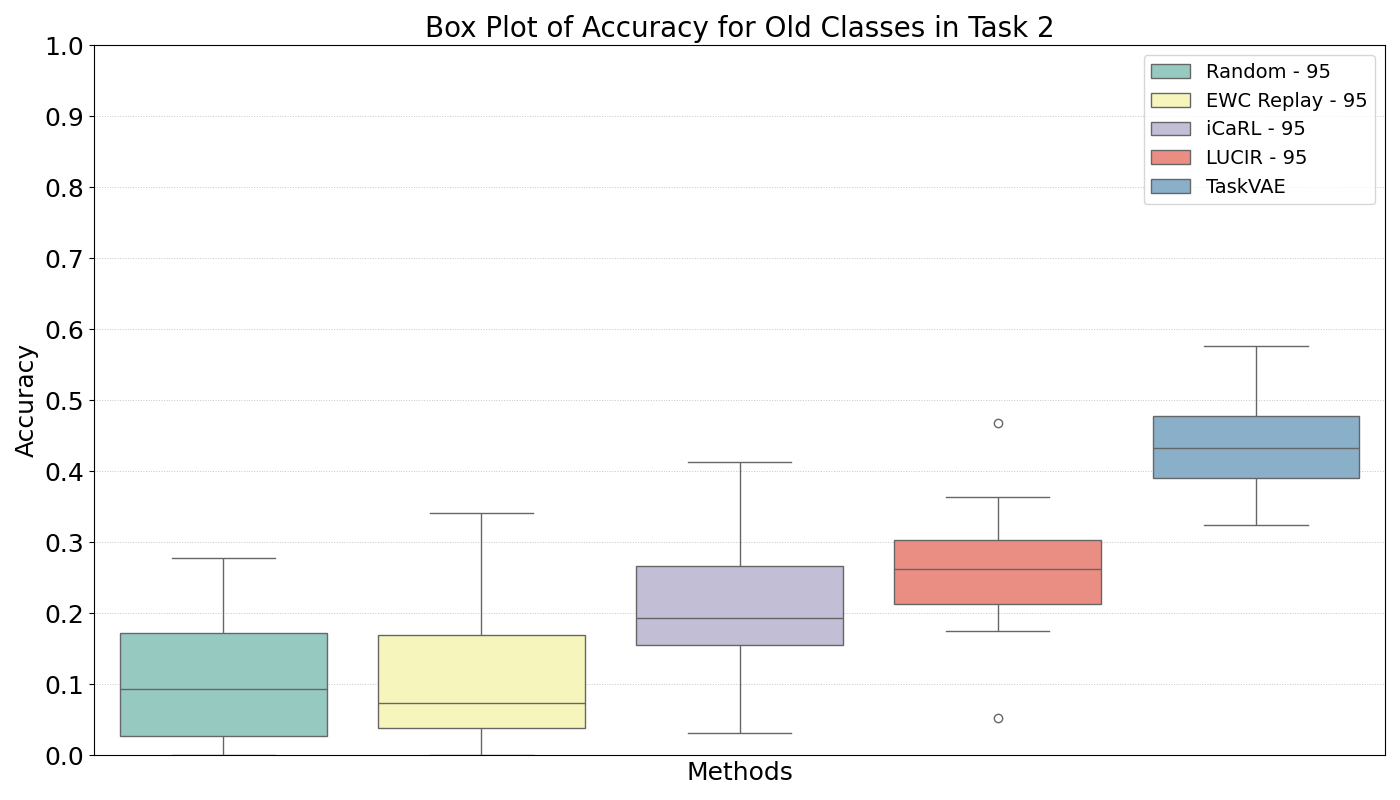 Box Plot of Accuracy for Old Classes in Task 2
1.0
0.9
0.8
0.7
0.6
0.5
0.4
0.3
0.2
0.1
0.0
Accuracy
Methods
Random - 95
EWC Replay - 95
iCaRL - 95
LUCIR - 95
TaskVAE